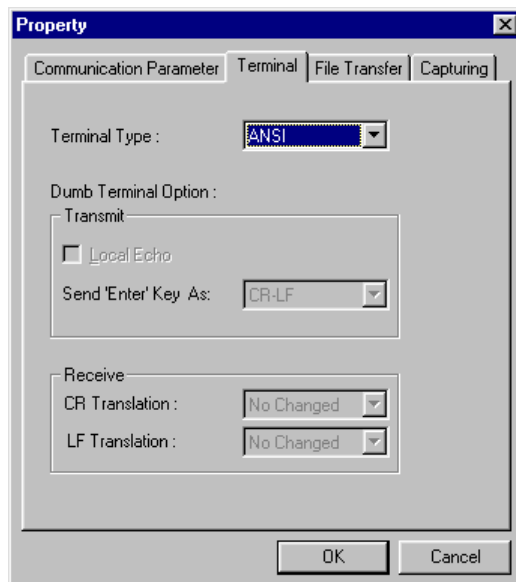 Property
Communication Parameter Terminal File Transfer Capturing
Terminal Type : ANSI
Dumb Terminal Option :
Transmit
Local Echo
Send 'Enter' Key As: CR-LF
Receive
CR Translation : No Changed
LF Translation : No Changed
OK Cancel